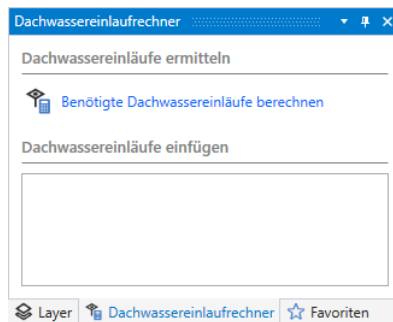 Dachwassereinlaufrechner
Dachwassereinläufe ermitteln
Benötigte Dachwassereinläufe berechnen
Dachwassereinläufe einfügen
Layer Dachwassereinlaufrechner Favoriten